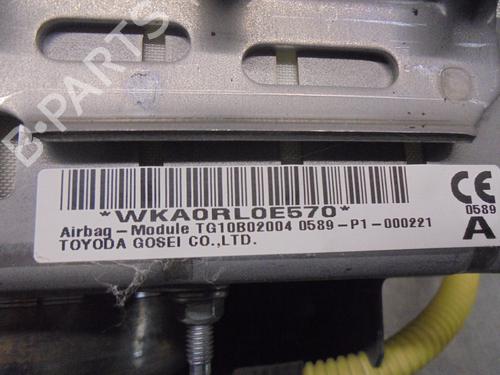 B-PARTS
*WKA0RL0E570*
Airbag-Module TG10B02004 0589-P1-000221
TOYODA GOSEI CO.,LTD.
CE
0589
A